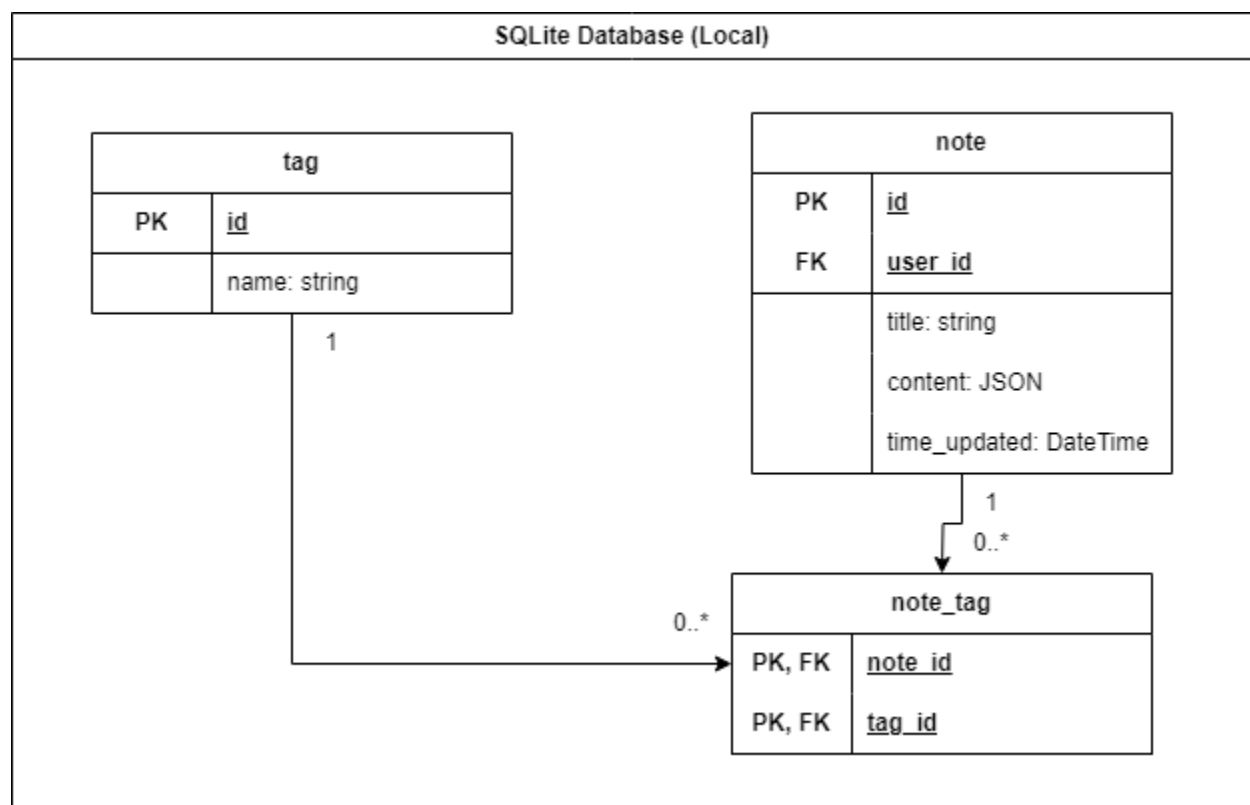 SQLite Database (Local)
tag
PK id
name: string
1
note
PK id
FK user_id
title: string
content: JSON
time_updated: DateTime
1
0..*
0..*
note_tag
PK, FK note_id
PK, FK tag_id